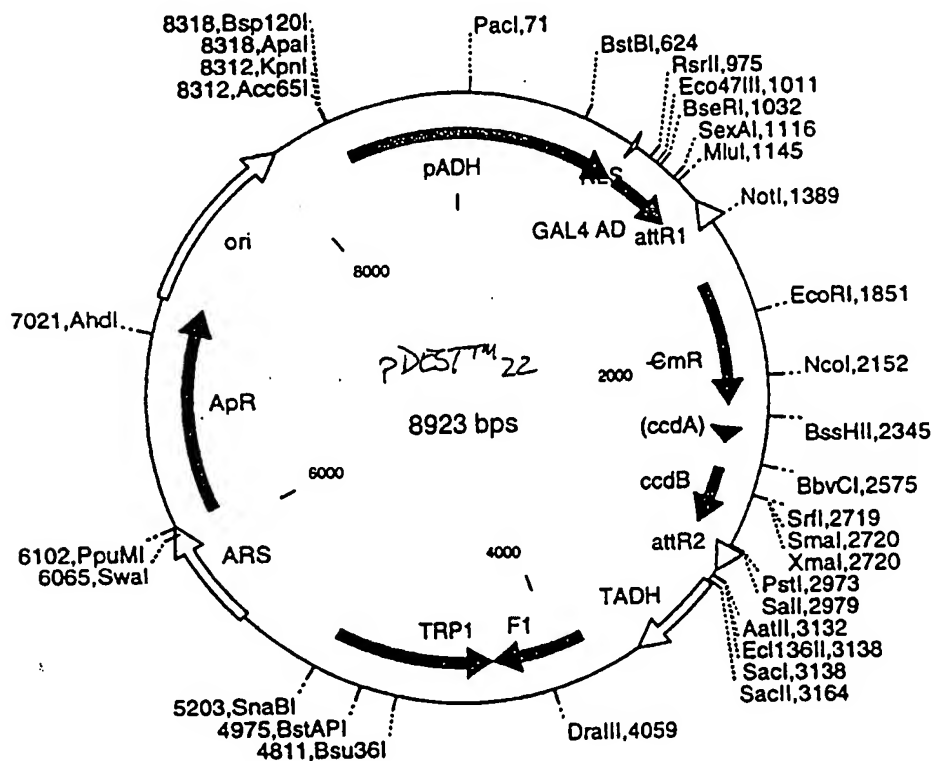 8318,Bsp120I
8318,ApaI
8312,KpnI
8312,Acc65I
PacI,71
BstBI,624
RsrII,975
Eco47III,1011
BseRI,1032
SexAI,1116
MluI,1145
NotI,1389
pADH
GAL4 AD
attR1
ori
8000
EcoRI,1851
7021,AhdI
pDEST™22
2000
CmR
NcoI,2152
ApR
8923 bps
(ccdA)
BssHII,2345
6000
ccdB
BbvCI,2575
SrfI,2719
SmaI,2720
XmaI,2720
attR2
6102,PpuMI
6065,SwaI
ARS
4000
TADH
PstI,2973
SalI,2979
AatII,3132
Ecl136II,3138
SacI,3138
SacII,3164
TRP1
F1
5203,SnaBI
4975,BstAPI
4811,Bsu36I
DraIII,4059